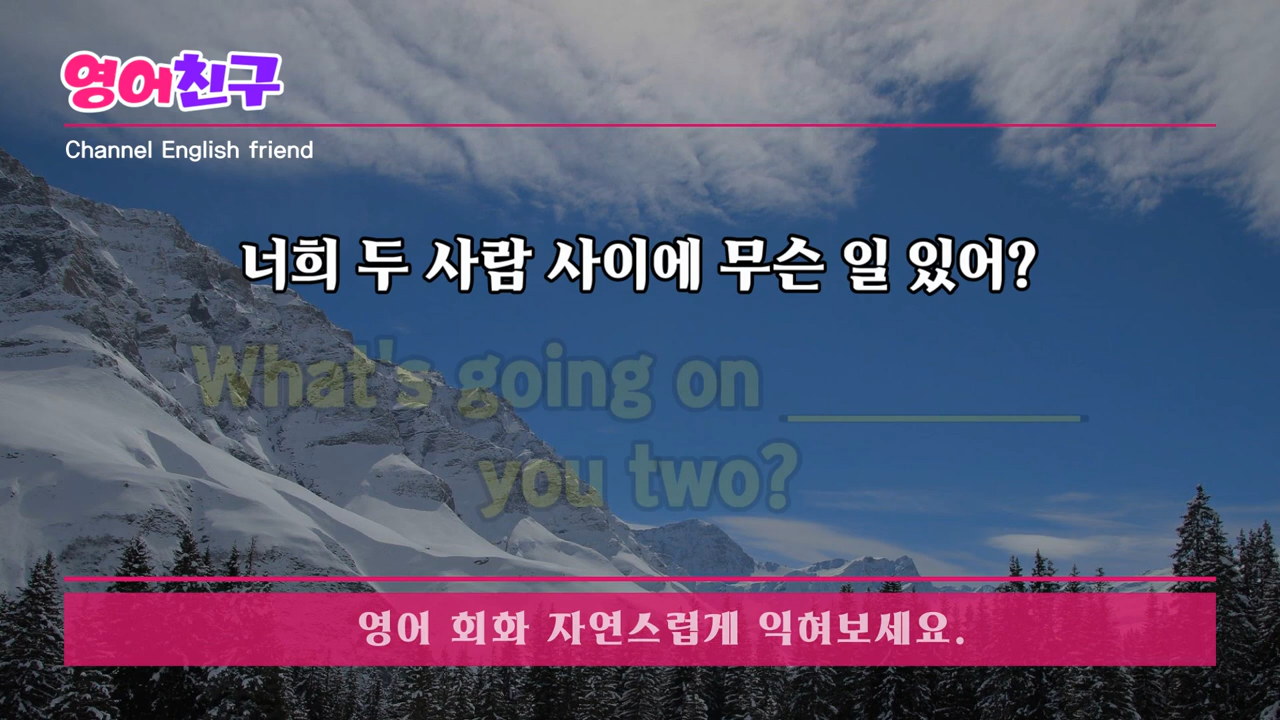 영어친구
Channel English friend
너희 두 사람 사이에 무슨 일 있어?
What's going on __________
you two?
영어 회화 자연스럽게 익혀보세요.